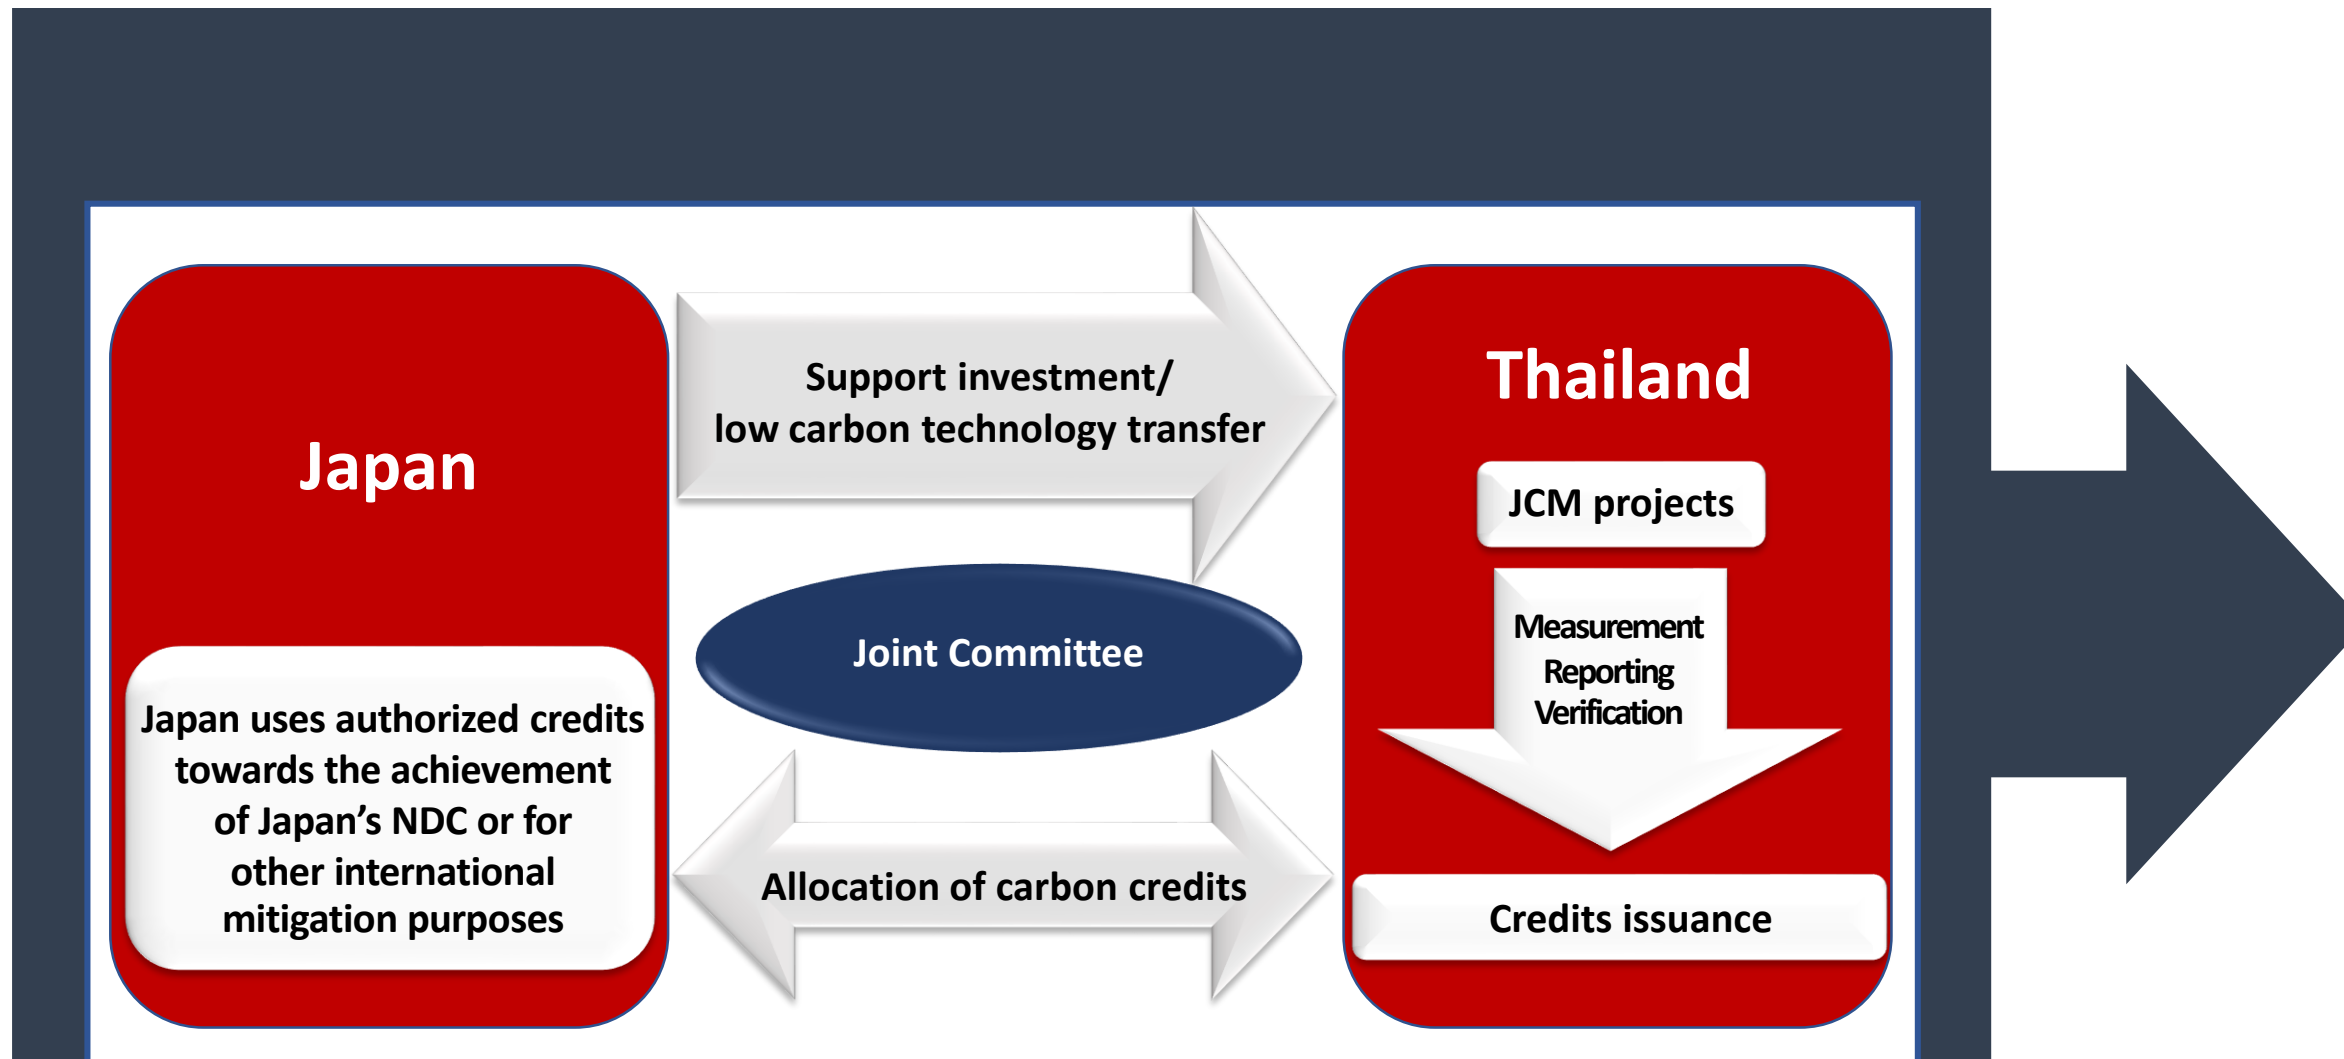 Japan
Japan uses authorized credits
towards the achievement
of Japan’s NDC or for
other international
mitigation purposes
Support investment/
low carbon technology transfer
Joint Committee
Allocation of carbon credits
Thailand
JCM projects
Measurement
Reporting
Verification
Credits issuance